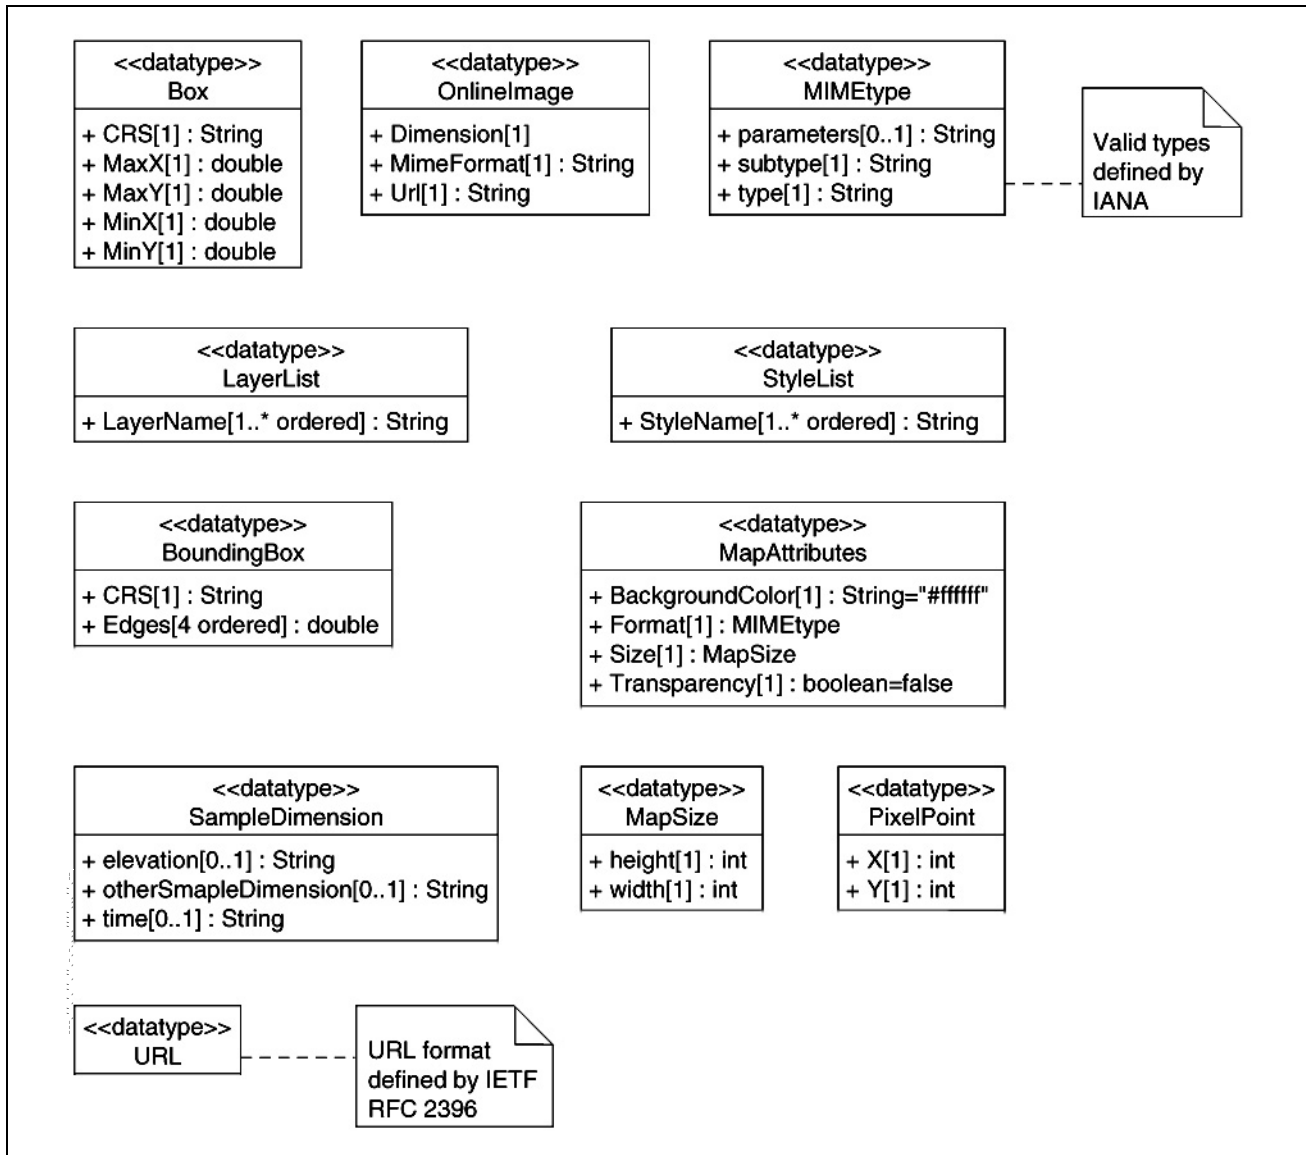 <<datatype>>
Box
+ CRS[1] : String
+ MaxX[1] : double
+ MaxY[1] : double
+ MinX[1] : double
+ MinY[1] : double
<<datatype>>
OnlineImage
+ Dimension[1]
+ MimeFormat[1] : String
+ Url[1] : String
<<datatype>>
MIMEtype
+ parameters[0..1] : String
+ subtype[1] : String
+ type[1] : String
Valid types
defined by
IANA
<<datatype>>
LayerList
+ LayerName[1..* ordered] : String
<<datatype>>
StyleList
+ StyleName[1..* ordered] : String
<<datatype>>
BoundingBox
+ CRS[1] : String
+ Edges[4 ordered] : double
<<datatype>>
MapAttributes
+ BackgroundColor[1] : String="#ffffff"
+ Format[1] : MIMEtype
+ Size[1] : MapSize
+ Transparency[1] : boolean=false
<<datatype>>
SampleDimension
+ elevation[0..1] : String
+ otherSmapleDimension[0..1] : String
+ time[0..1] : String
<<datatype>>
MapSize
+ height[1] : int
+ width[1] : int
<<datatype>>
PixelPoint
+ X[1] : int
+ Y[1] : int
<<datatype>>
URL
URL format
defined by IETF
RFC 2396